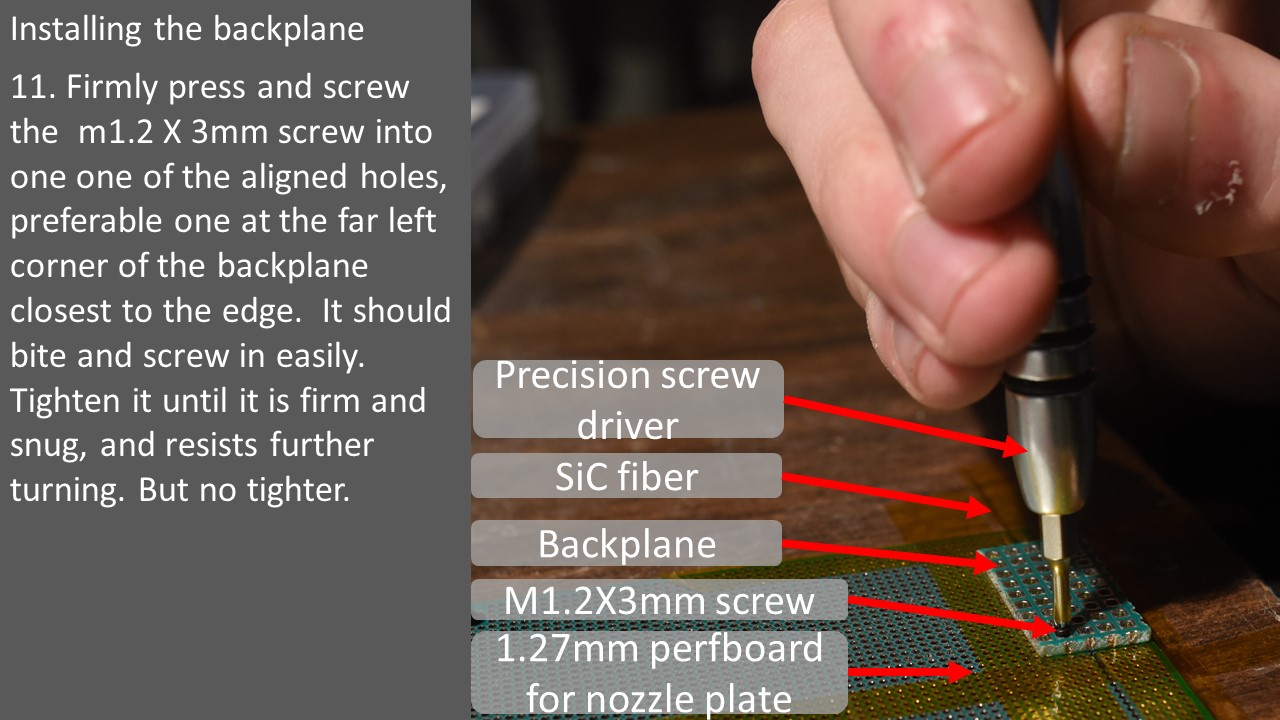 Installing the backplane
11. Firmly press and screw
the  m1.2 X 3mm screw into
one one of the aligned holes,
preferable one at the far left
corner of the backplane
closest to the edge.  It should
bite and screw in easily.
Tighten it until it is firm and
snug, and resists further
turning.  But no tighter.
Precision screw
driver
SiC fiber
Backplane
M1.2X3mm screw
1.27mm perfboard
for nozzle plate